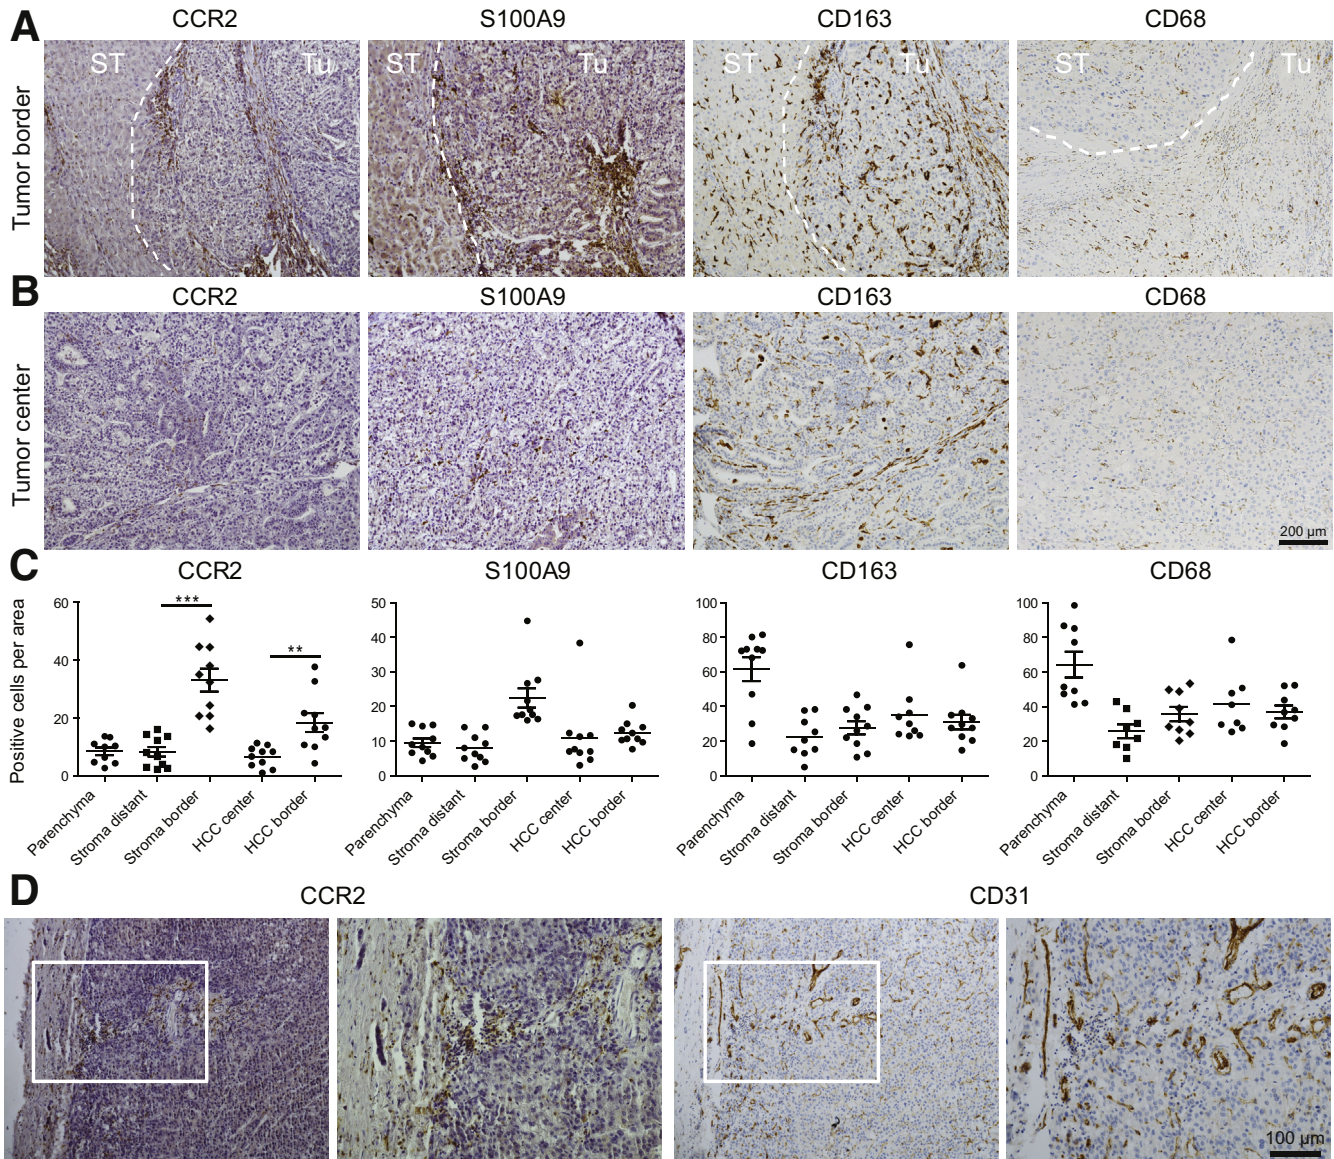 A
CCR2 S100A9 CD163 CD68
Tumor border
ST Tu ST Tu ST Tu ST Tu
B
CCR2 S100A9 CD163 CD68
Tumor center
200 µm
C
CCR2 S100A9 CD163 CD68
Positive cells per area
60 40 20 0
*** **
Parenchyma Stroma distant Stroma border HCC center HCC border
50 40 30 20 10 0
Parenchyma Stroma distant Stroma border HCC center HCC border
100 80 60 40 20 0
Parenchyma Stroma distant Stroma border HCC center HCC border
100 80 60 40 20 0
Parenchyma Stroma distant Stroma border HCC center HCC border
D
CCR2 CD31
100 µm